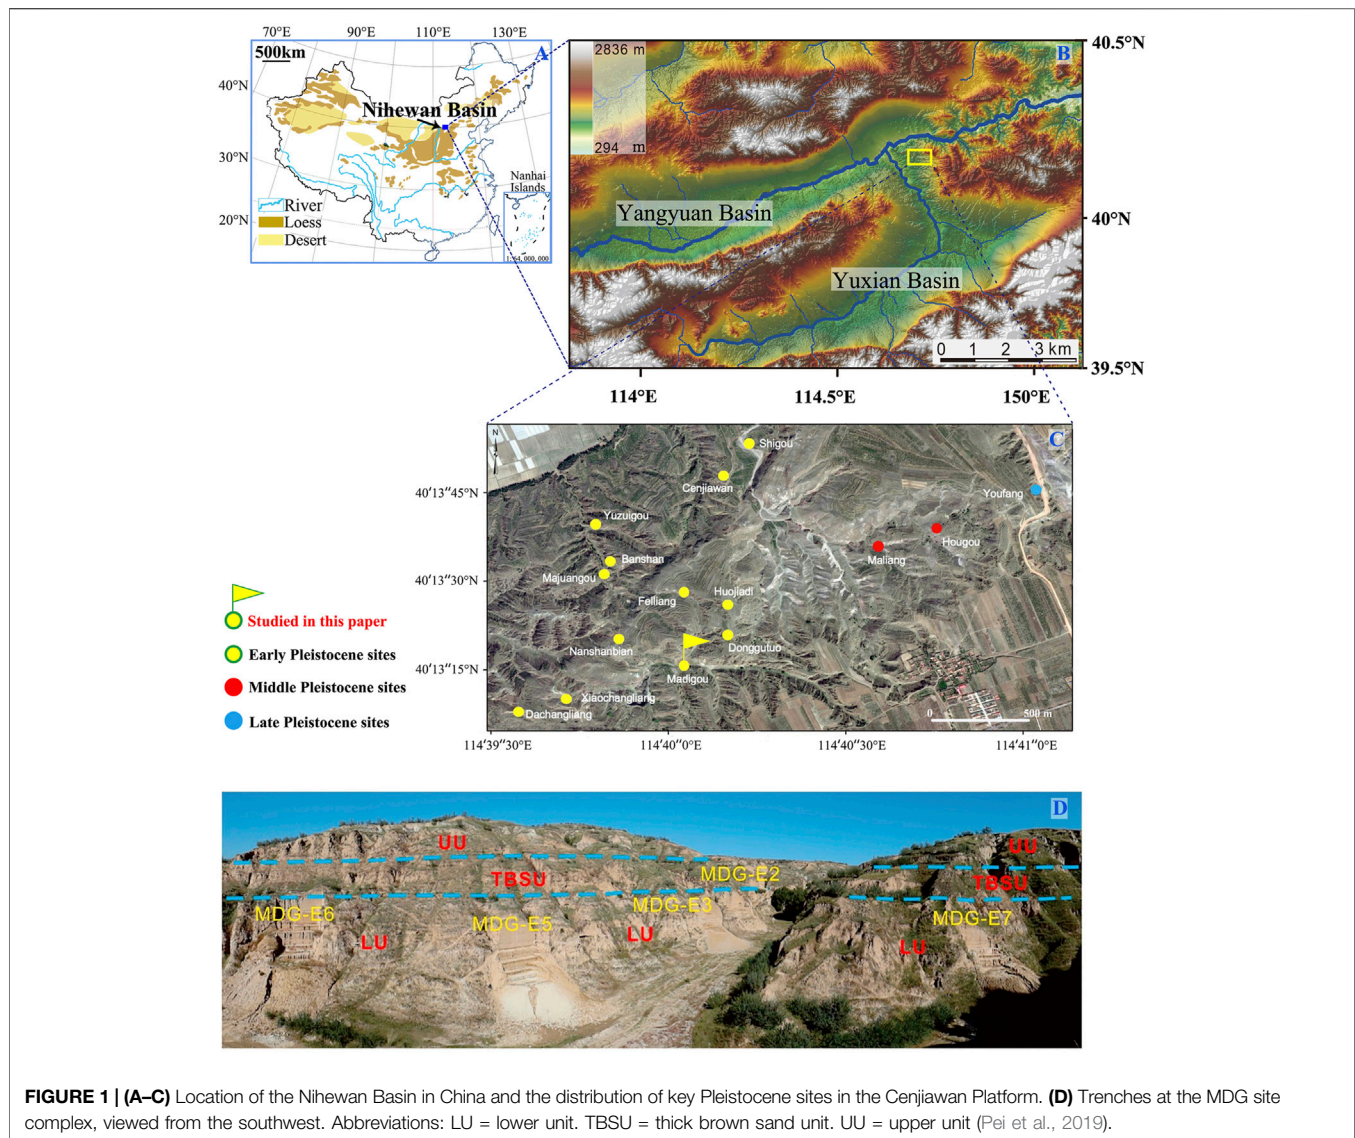 70°E 90°E 110°E 130°E
500km
A
40°N
30°N
20°N
Nihewan Basin
Nanhai
Islands
River
Loess
Desert
1:64,000,000
2836 m
294 m
B
40.5°N
40°N
39.5°N
Yangyuan Basin
Yuxian Basin
0 1 2 3 km
114°E 114.5°E 150°E
N
C
Shigou
Cenjiawan
Youfang
Yuzuigou
Hougou
Maliang
Banshan
Majuangou
Feiliang
Huojiadi
Nanshanbian
Donggutuo
Madigou
Xiaochangliang
Dachangliang
0 500 m
40'13"45"N
40'13"30"N
40'13"15"N
114'39"30"E 114'40"0"E 114'40"30"E 114'41"0"E
Studied in this paper
Early Pleistocene sites
Middle Pleistocene sites
Late Pleistocene sites
D
UU UU
TBSU MDG-E2 TBSU
MDG-E6 MDG-E5 MDG-E3 MDG-E7
LU LU LU
FIGURE 1 | (A–C) Location of the Nihewan Basin in China and the distribution of key Pleistocene sites in the Cenjiawan Platform. (D) Trenches at the MDG site
complex, viewed from the southwest. Abbreviations: LU = lower unit. TBSU = thick brown sand unit. UU = upper unit (Pei et al., 2019).